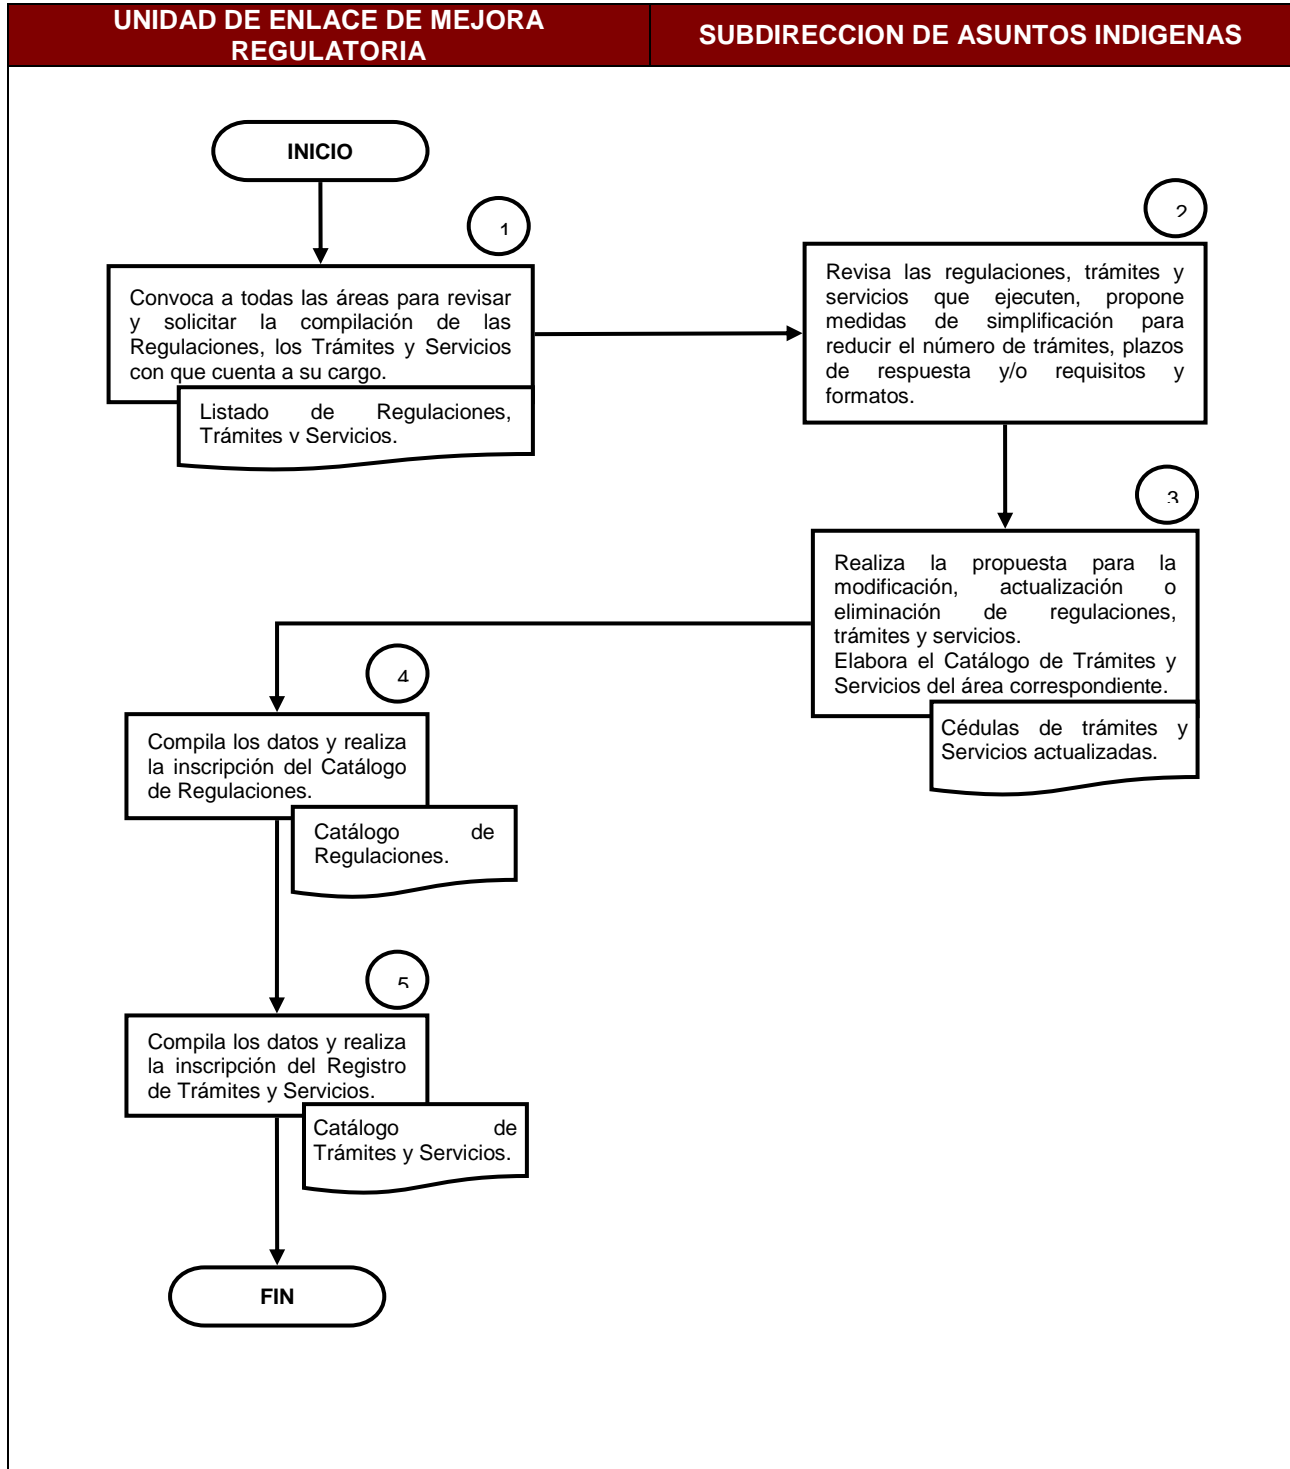 UNIDAD DE ENLACE DE MEJORA
REGULATORIA
SUBDIRECCION DE ASUNTOS INDIGENAS
INICIO
1
Convoca a todas las áreas para revisar
y solicitar la compilación de las
Regulaciones, los Trámites y Servicios
con que cuenta a su cargo.
Listado de Regulaciones,
Trámites y Servicios.
2
Revisa las regulaciones, trámites y
servicios que ejecuten, propone
medidas de simplificación para
reducir el número de trámites, plazos
de respuesta y/o requisitos y
formatos.
3
Realiza la propuesta para la
modificación, actualización o
eliminación de regulaciones,
trámites y servicios.
Elabora el Catálogo de Trámites y
Servicios del área correspondiente.
Cédulas de trámites y
Servicios actualizadas.
4
Compila los datos y realiza
la inscripción del Catálogo
de Regulaciones.
Catálogo de
Regulaciones.
5
Compila los datos y realiza
la inscripción del Registro
de Trámites y Servicios.
Catálogo de
Trámites y Servicios.
FIN